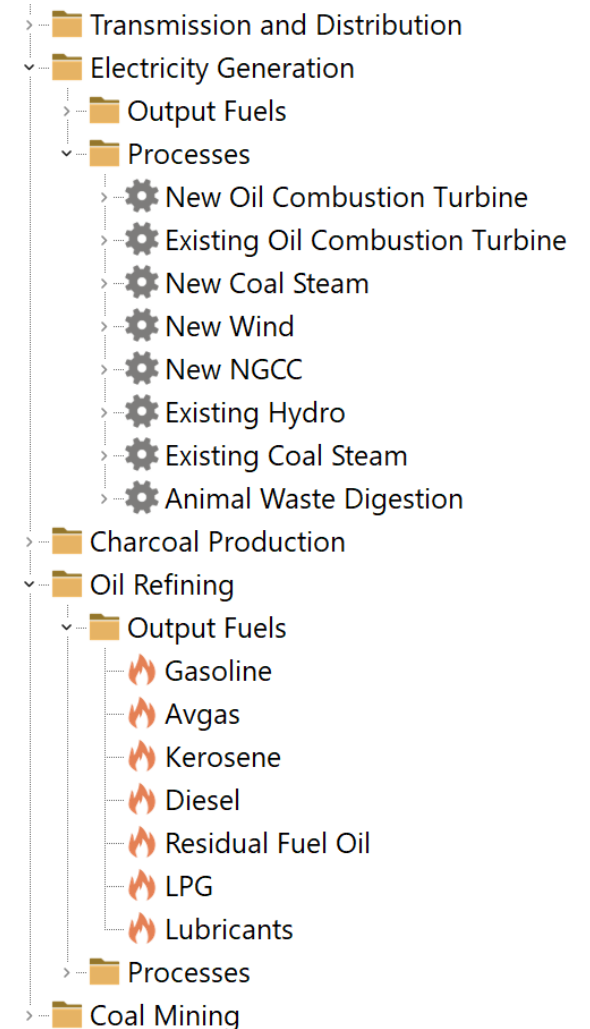 Transmission and Distribution
Electricity Generation
Output Fuels
Processes
New Oil Combustion Turbine
Existing Oil Combustion Turbine
New Coal Steam
New Wind
New NGCC
Existing Hydro
Existing Coal Steam
Animal Waste Digestion
Charcoal Production
Oil Refining
Output Fuels
Gasoline
Avgas
Kerosene
Diesel
Residual Fuel Oil
LPG
Lubricants
Processes
Coal Mining